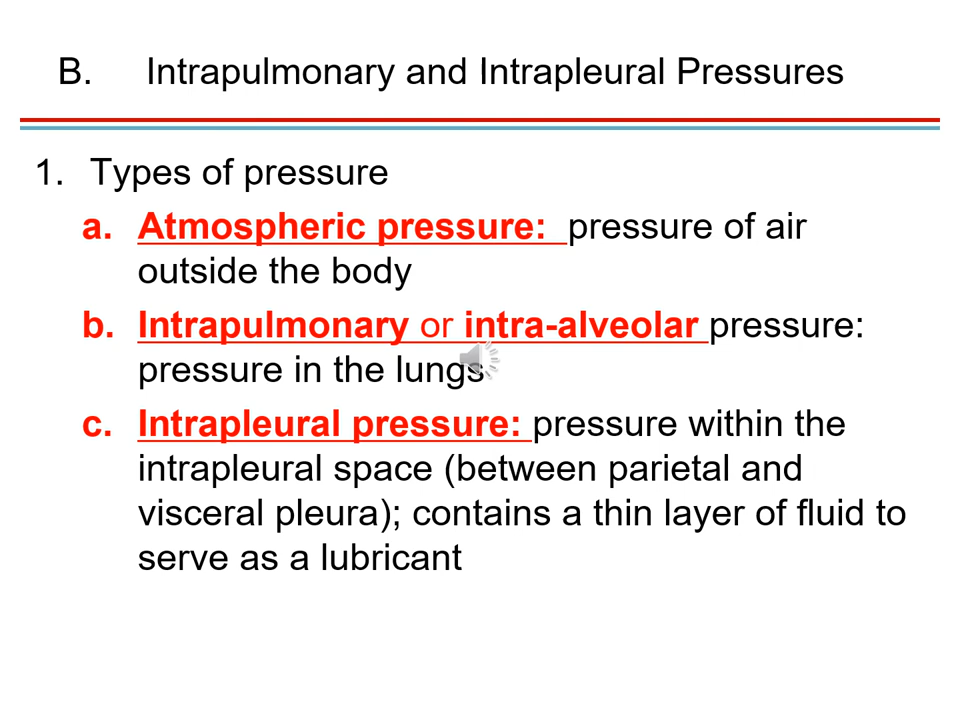 B. Intrapulmonary and Intrapleural Pressures
1. Types of pressure
a. Atmospheric pressure: pressure of air
outside the body
b. Intrapulmonary or intra-alveolar pressure:
pressure in the lungs
c. Intrapleural pressure: pressure within the
intrapleural space (between parietal and
visceral pleura); contains a thin layer of fluid to
serve as a lubricant